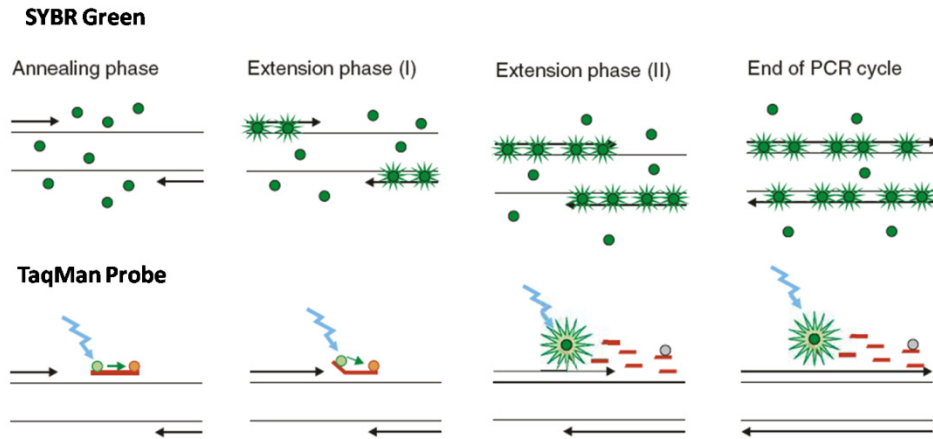 SYBR Green
Annealing phase
Extension phase (I)
Extension phase (II)
End of PCR cycle
TaqMan Probe